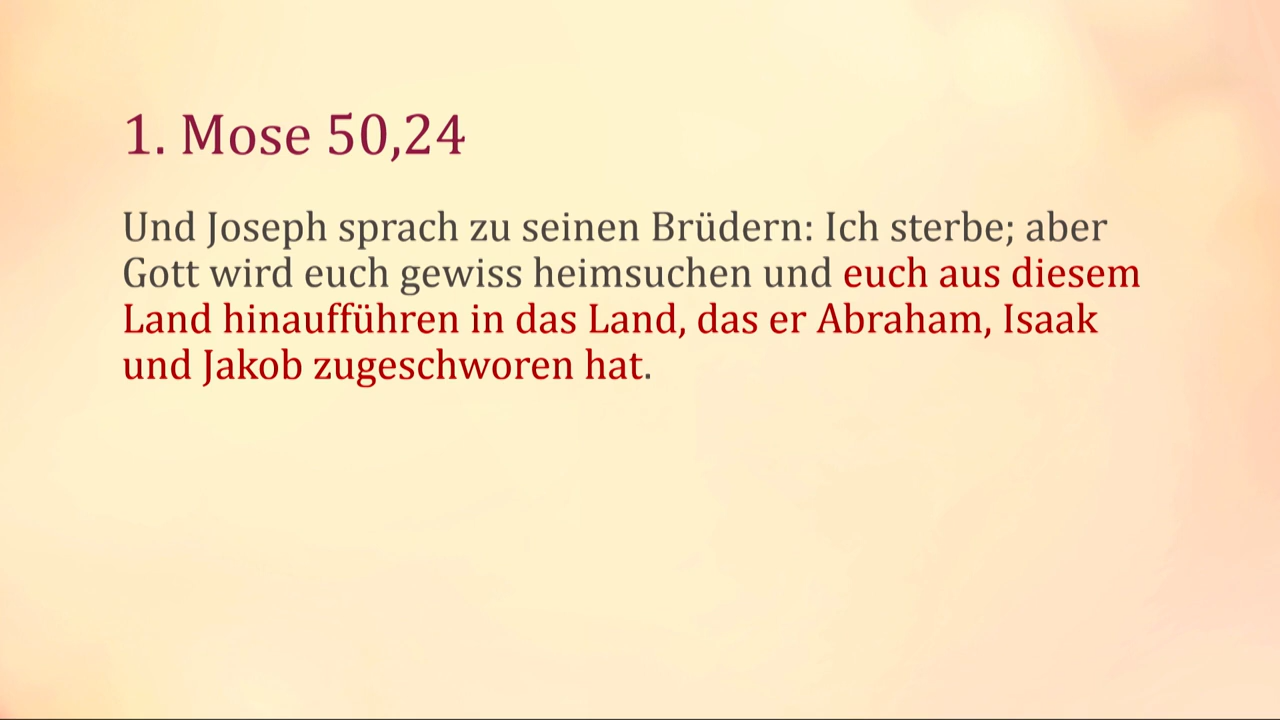 1. Mose 50,24
Und Joseph sprach zu seinen Brüdern: Ich sterbe; aber
Gott wird euch gewiss heimsuchen und euch aus diesem
Land hinaufführen in das Land, das er Abraham, Isaak
und Jakob zugeschworen hat.